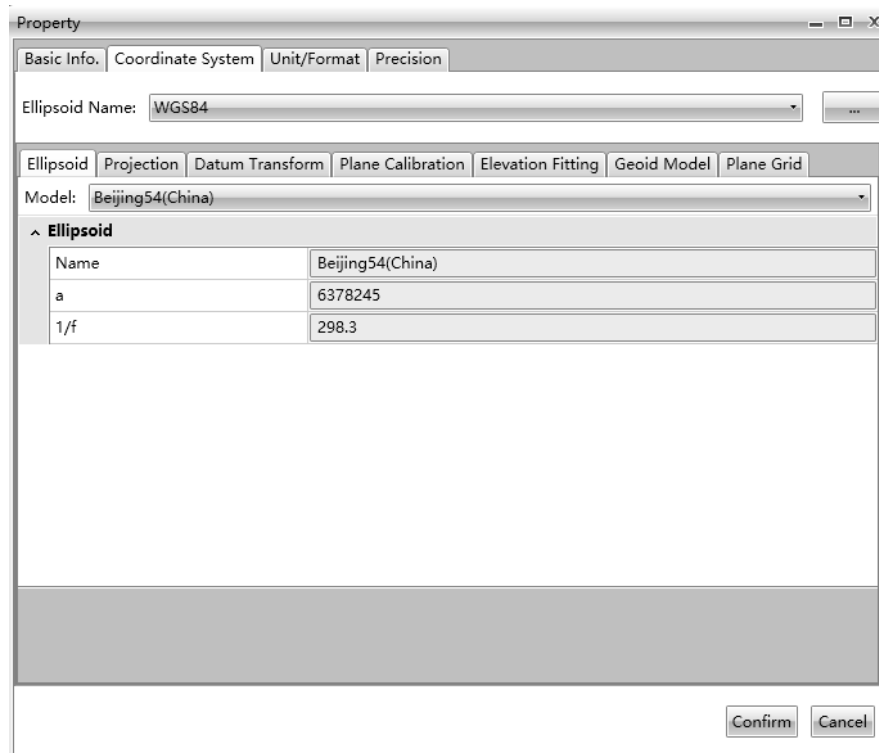 Property
Basic Info. Coordinate System Unit/Format Precision
Ellipsoid Name: WGS84 ...
Ellipsoid Projection Datum Transform Plane Calibration Elevation Fitting Geoid Model Plane Grid
Model: Beijing54(China)
Ellipsoid
Name Beijing54(China)
a 6378245
1/f 298.3
Confirm Cancel